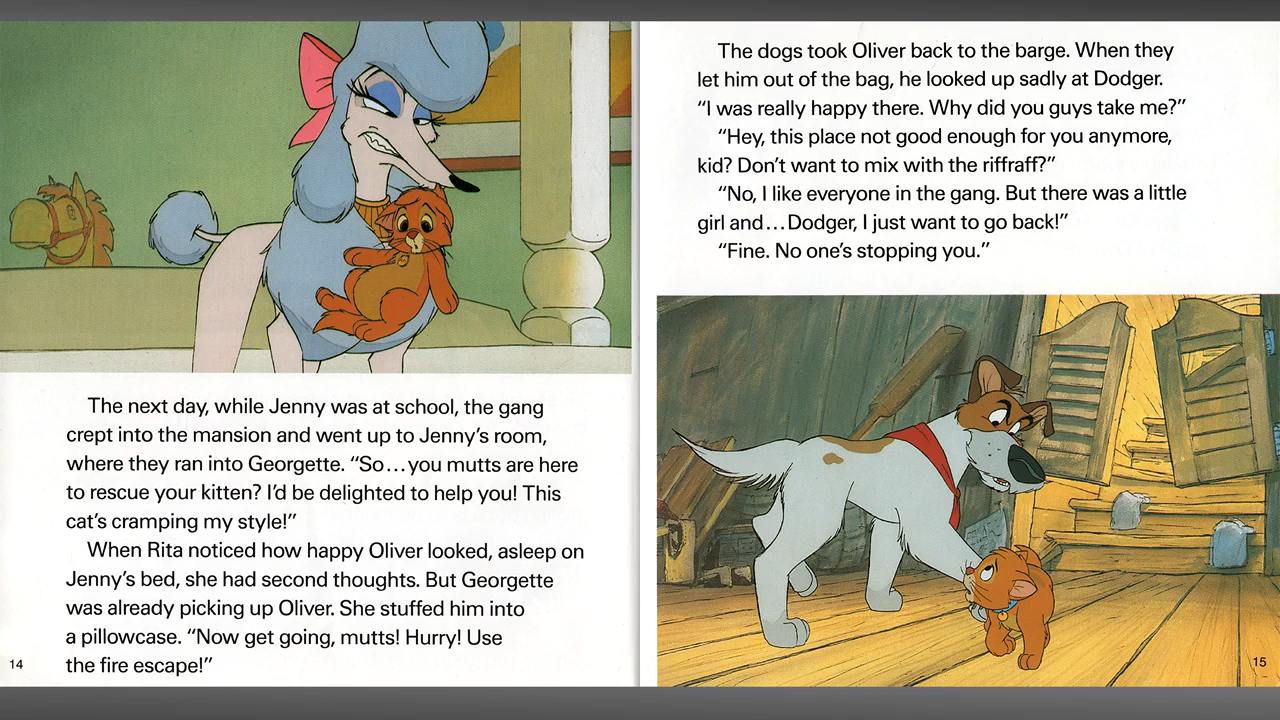 The next day, while Jenny was at school, the gang
crept into the mansion and went up to Jenny's room,
where they ran into Georgette. “So...you mutts are here
to rescue your kitten? I'd be delighted to help you! This
cat's cramping my style!”
When Rita noticed how happy Oliver looked, asleep on
Jenny's bed, she had second thoughts. But Georgette
was already picking up Oliver. She stuffed him into
a pillowcase. “Now get going, mutts! Hurry! Use
the fire escape!”
14
The dogs took Oliver back to the barge. When they
let him out of the bag, he looked up sadly at Dodger.
“I was really happy there. Why did you guys take me?”
“Hey, this place not good enough for you anymore,
kid? Don't want to mix with the riffraff?”
“No, I like everyone in the gang. But there was a little
girl and...Dodger, I just want to go back!”
“Fine. No one's stopping you.”
15